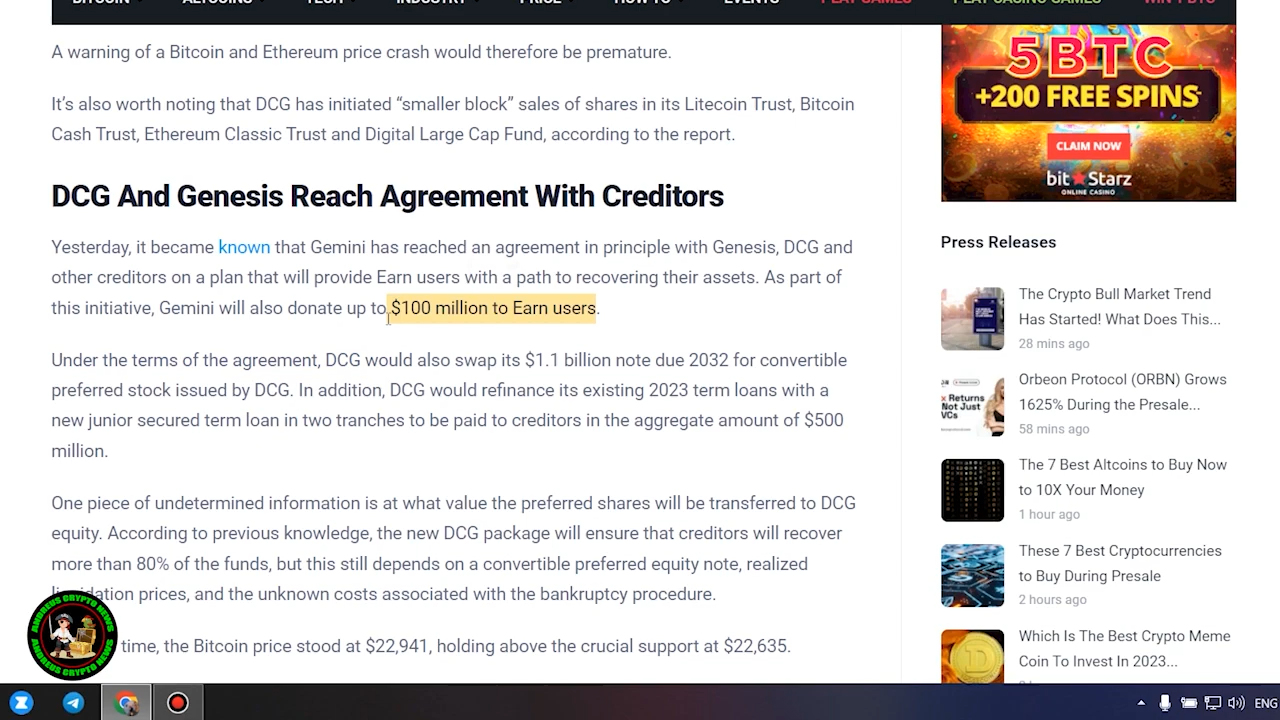 BITCOIN ALTCOINS TECH INDUSTRY PRICE HOW TO EVENTS PLAY GAMES PLAY CASINO GAMES WIN 1 BTC
A warning of a Bitcoin and Ethereum price cash would therefore be premature.
It's also worth noting that DCG has initiated “smaller block” sales of shares in its Litecoin Trust, Bitcoin
Cash Trust, Ethereum Classic Trust and Digital Large Cap Fund, according to the report.
DCG And Genesis Reach Agreement With Creditors
Yesterday, it became known that Gemini has reached an agreement in principle with Genesis, DCG and
other creditors on a plan that will provide Earn users with a path to recovering their assets. As part of
this initiative, Gemini will also donate up to $100 million to Earn users.
Under the terms of the agreement, DCG would also swap its $1.1 billion note due 2032 for convertible
preferred stock issued by DCG. In addition, DCG would refinance its existing 2023 term loans with a
new junior secured term loan in two tranches to be paid to creditors in the aggregate amount of $500
million.
One piece of undetermined information is at what value the preferred shares will be transferred to DCG
equity. According to previous knowledge, the new DCG package will ensure that creditors will recover
more than 80% of the funds, but this still depends on a convertible preferred equity note, realized
liquidation prices, and the unknown costs associated with the bankruptcy procedure.
time, the Bitcoin price stood at $22,941, holding above the crucial support at $22,635.
5 BTC
+200 FREE SPINS
CLAIM NOW
bitStarz
ONLINE CASINO
Press Releases
The Crypto Bull Market Trend
Has Started! What Does This...
28 mins ago
x Returns
Not Just
VCs
Orbeon Protocol (ORBN) Grows
1625% During the Presale...
58 mins ago
The 7 Best Altcoins to Buy Now
to 10X Your Money
1 hour ago
These 7 Best Cryptocurrencies
to Buy During Presale
2 hours ago
Which Is The Best Crypto Meme
Coin To Invest In 2023...
ANDREUS CRYPTO NEWS
ANDREUS CRYPTO NEWS
ENG